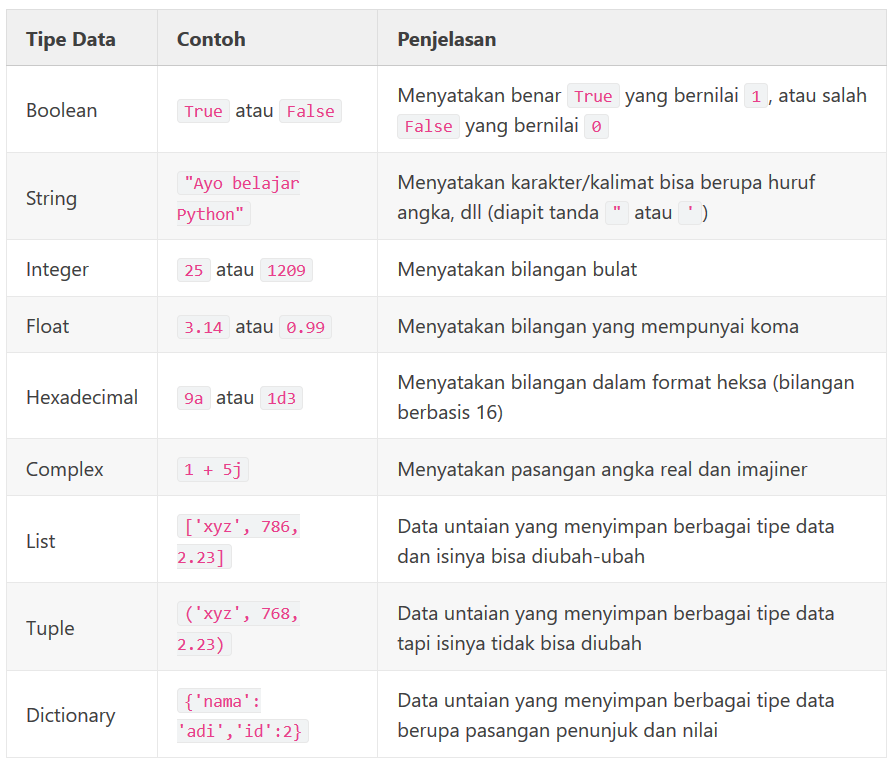 Tipe Data Contoh Penjelasan
Boolean
True atau False
Menyatakan benar True yang bernilai 1 , atau salah
False yang bernilai 0
String
"Ayo belajar
Python"
Menyatakan karakter/kalimat bisa berupa huruf
angka, dll (diapit tanda " atau ' )
Integer
25 atau 1209
Menyatakan bilangan bulat
Float
3.14 atau 0.99
Menyatakan bilangan yang mempunyai koma
Hexadecimal
9a atau 1d3
Menyatakan bilangan dalam format heksa (bilangan
berbasis 16)
Complex
1 + 5j
Menyatakan pasangan angka real dan imajiner
List
['xyz', 786,
2.23]
Data untaian yang menyimpan berbagai tipe data
dan isinya bisa diubah-ubah
Tuple
('xyz', 768,
2.23)
Data untaian yang menyimpan berbagai tipe data
tapi isinya tidak bisa diubah
Dictionary
{'nama':
'adi','id':2}
Data untaian yang menyimpan berbagai tipe data
berupa pasangan penunjuk dan nilai